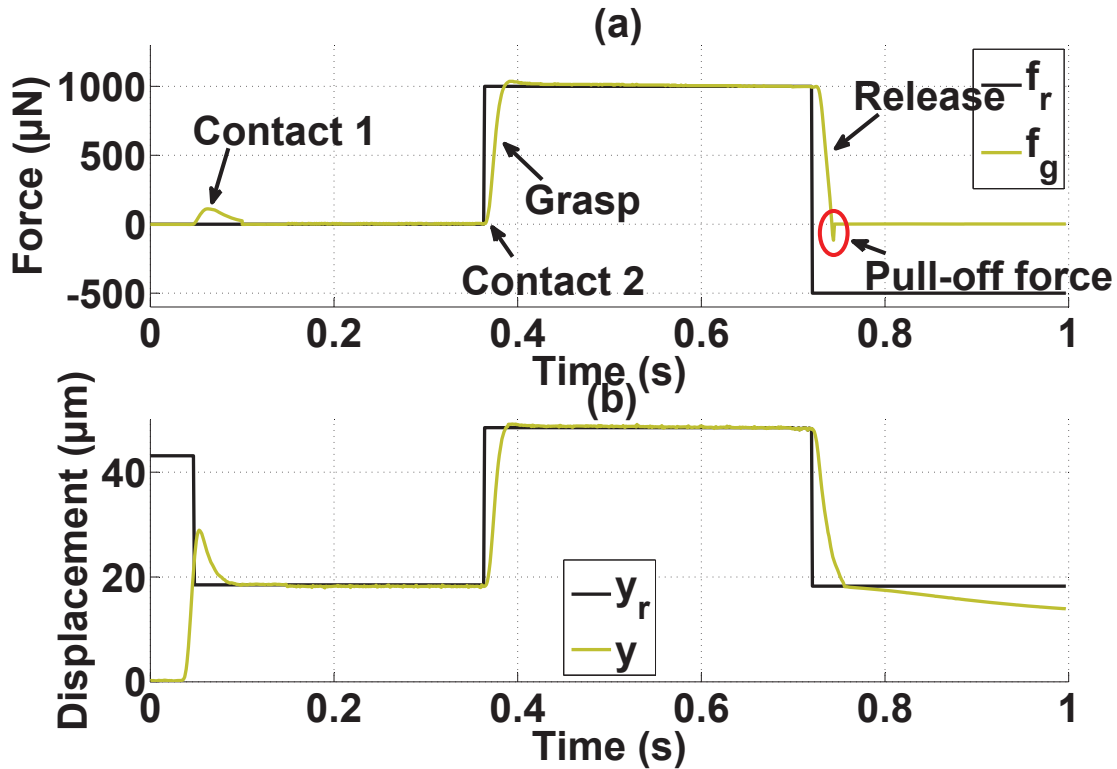 (a)
Force (µN)
1000
500
0
-500
Contact 1
Grasp
Contact 2
Release
Pull-off force
f_r
f_g
0 0.2 0.4 0.6 0.8 1
Time (s)
(b)
Displacement (µm)
40
20
0
y_r
y
0 0.2 0.4 0.6 0.8 1
Time (s)